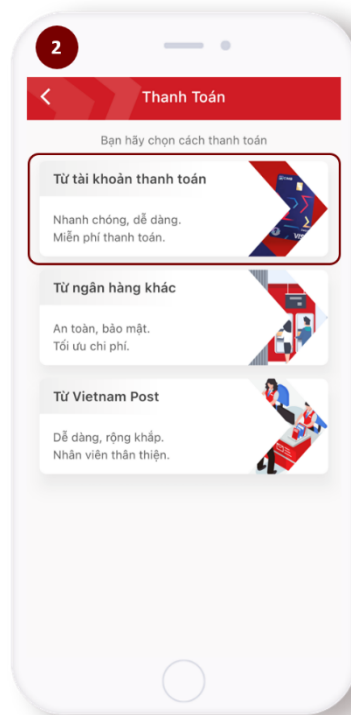 2
Thanh Toán
Bạn hãy chọn cách thanh toán
Từ tài khoản thanh toán
Nhanh chóng, dễ dàng.
Miễn phí thanh toán.
Từ ngân hàng khác
An toàn, bảo mật.
Tối ưu chi phí.
Từ Vietnam Post
Dễ dàng, rộng khắp.
Nhân viên thân thiện.